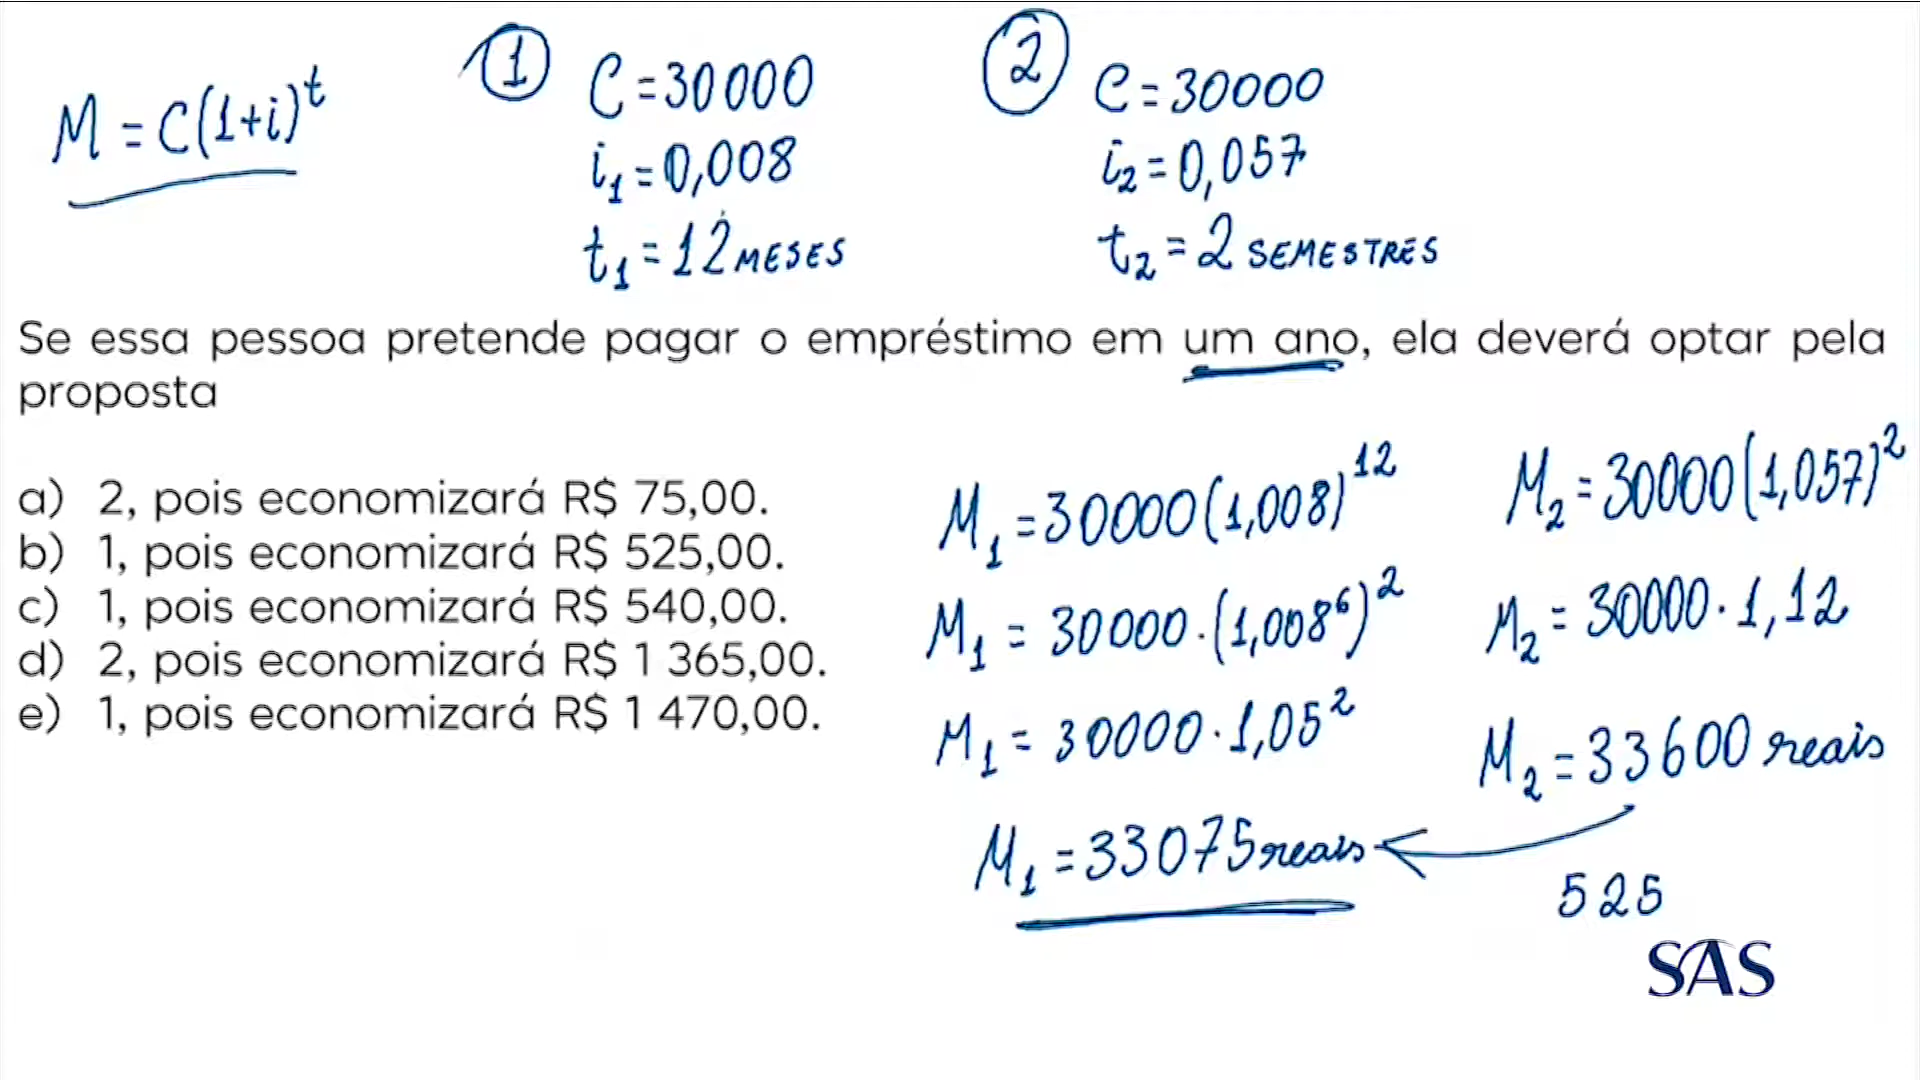 M = C(1+i)^t
1
C = 30000
i₁ = 0,008
t₁ = 12 MESES
2
C = 30000
i₂ = 0,057
t₂ = 2 SEMESTRES
Se essa pessoa pretende pagar o empréstimo em um ano, ela deverá optar pela
proposta
a) 2, pois economizará R$ 75,00.
b) 1, pois economizará R$ 525,00.
c) 1, pois economizará R$ 540,00.
d) 2, pois economizará R$ 1 365,00.
e) 1, pois economizará R$ 1 470,00.
M₁ = 30000(1,008)^12
M₁ = 30000·(1,008⁶)²
M₁ = 30000·1,05²
M₁ = 33075 reais
M₂ = 30000(1,057)²
M₂ = 30000·1,12
M₂ = 33600 reais
525
SAS